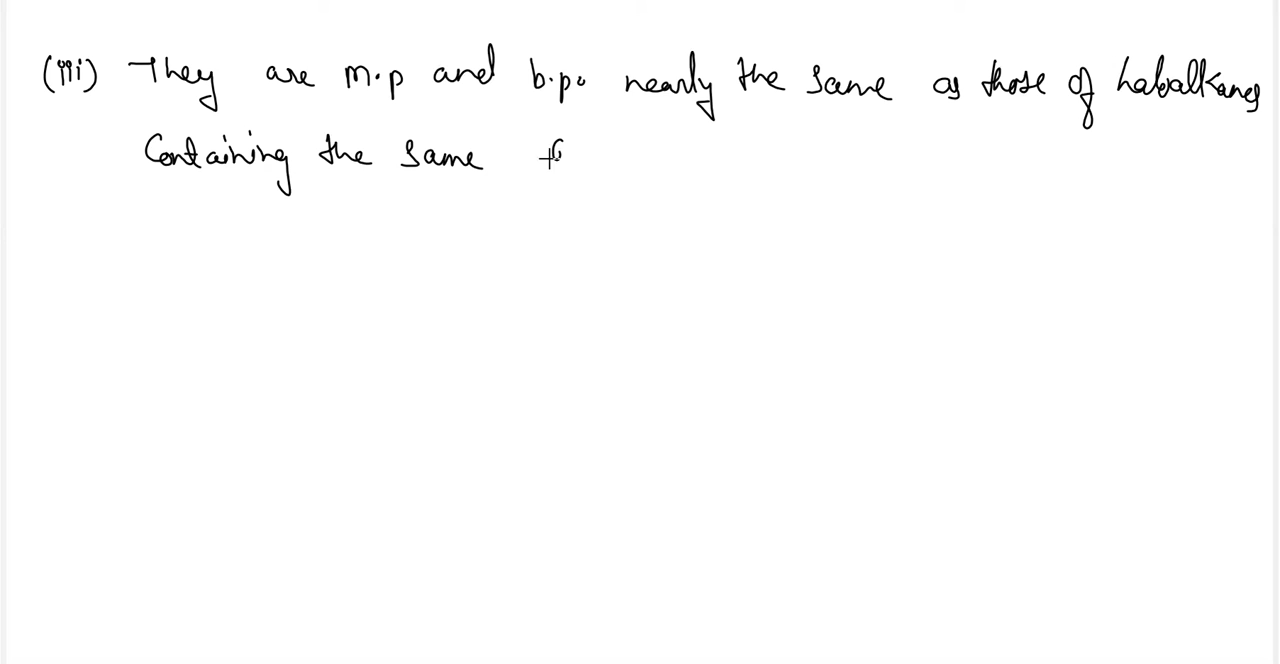 (iii) They are m.p and b.p. nearly the same as those of haloalkanes
Containing the same